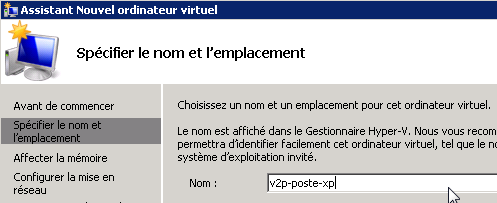 Assistant Nouvel ordinateur virtuel
Spécifier le nom et l'emplacement
Avant de commencer
Spécifier le nom et
l'emplacement
Affecter la mémoire
Configurer la mise en
réseau
Choisissez un nom et un emplacement pour cet ordinateur virtuel.
Le nom est affiché dans le Gestionnaire Hyper-V. Nous vous recom
permettra d'identifier facilement cet ordinateur virtuel, tel que le no
système d'exploitation invité.
Nom :
v2p-poste-xp